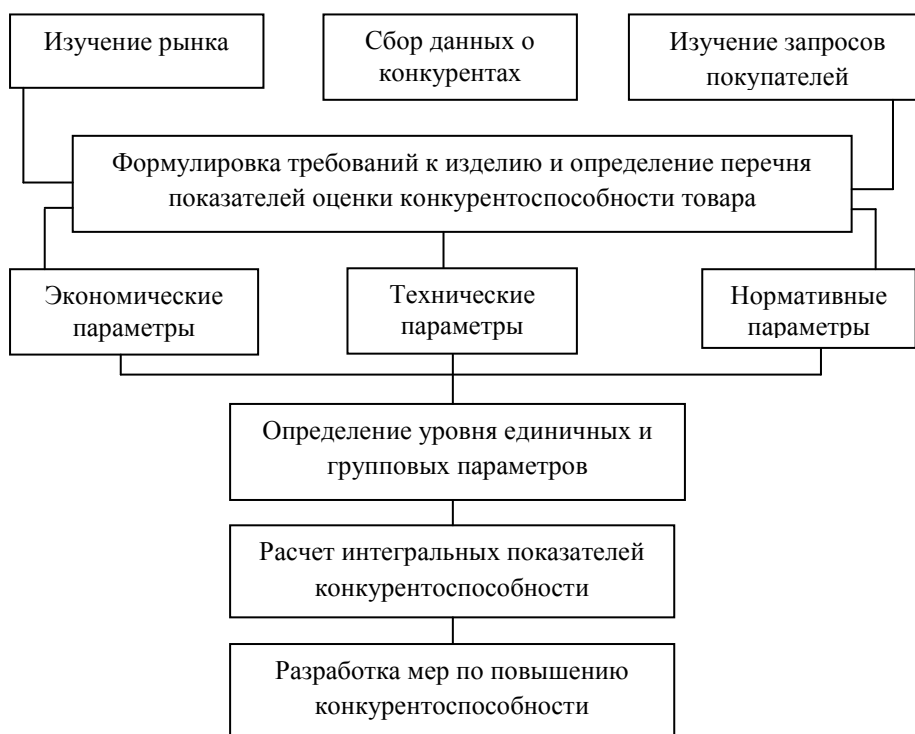 Изучение рынка
Сбор данных о
конкурентах
Изучение запросов
покупателей
Формулировка требований к изделию и определение перечня
показателей оценки конкурентоспособности товара
Экономические
параметры
Технические
параметры
Нормативные
параметры
Определение уровня единичных и
групповых параметров
Расчет интегральных показателей
конкурентоспособности
Разработка мер по повышению
конкурентоспособности